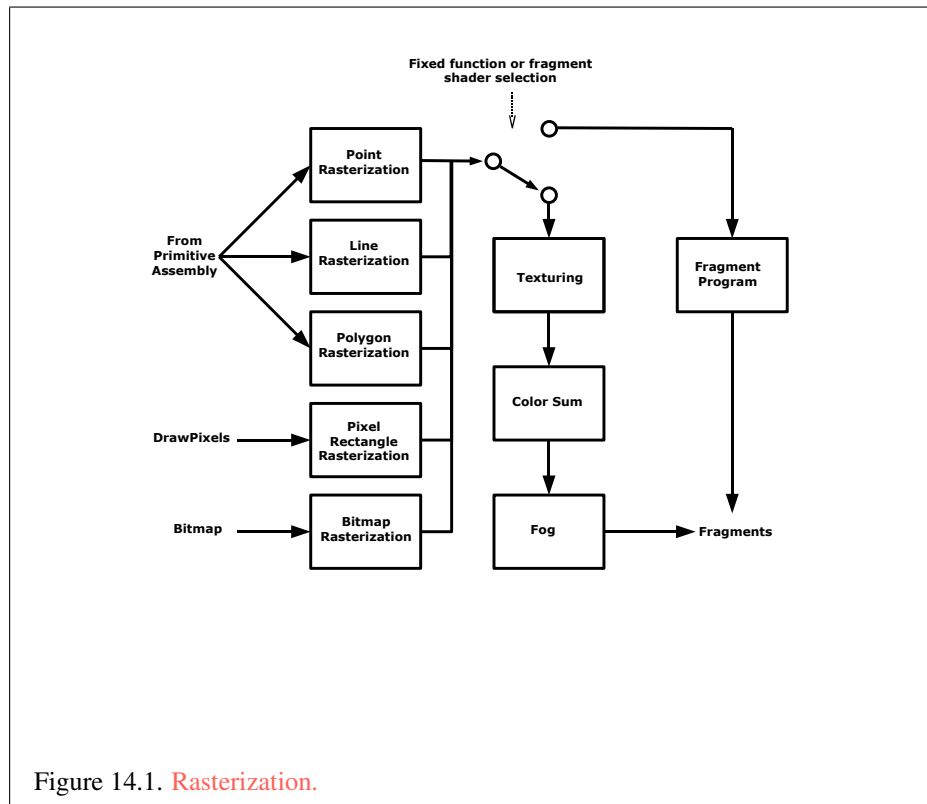 Fixed function or fragment
shader selection
Point
Rasterization
From
Primitive
Assembly
Line
Rasterization
Polygon
Rasterization
DrawPixels
Pixel
Rectangle
Rasterization
Bitmap
Bitmap
Rasterization
Texturing
Color Sum
Fog
Fragment
Program
Fragments
Figure 14.1. Rasterization.